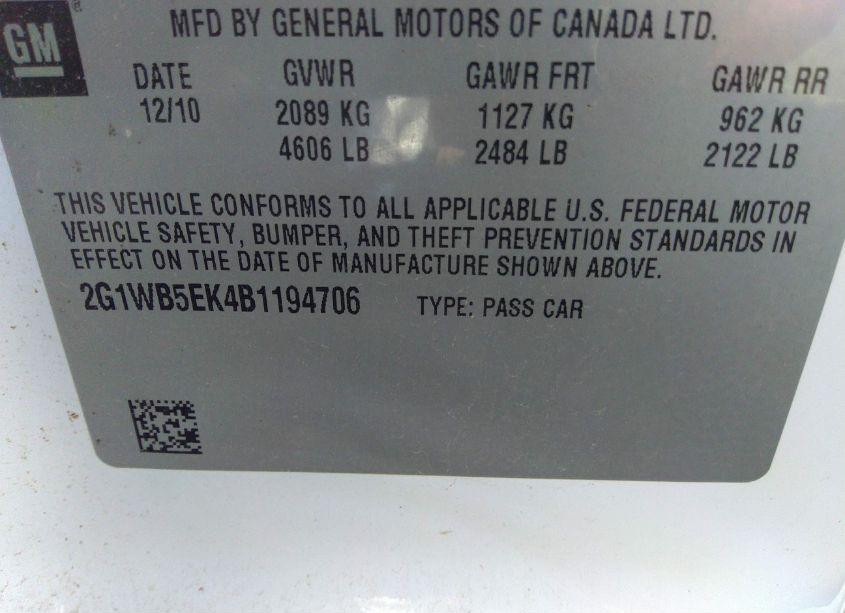 GM ®
MFD BY GENERAL MOTORS OF CANADA LTD.
DATE GVWR GAWR FRT GAWR RR
12/10 2089 KG 1127 KG 962 KG
4606 LB 2484 LB 2122 LB
THIS VEHICLE CONFORMS TO ALL APPLICABLE U.S. FEDERAL MOTOR
VEHICLE SAFETY, BUMPER, AND THEFT PREVENTION STANDARDS IN
EFFECT ON THE DATE OF MANUFACTURE SHOWN ABOVE.
2G1WB5EK4B1194706 TYPE: PASS CAR